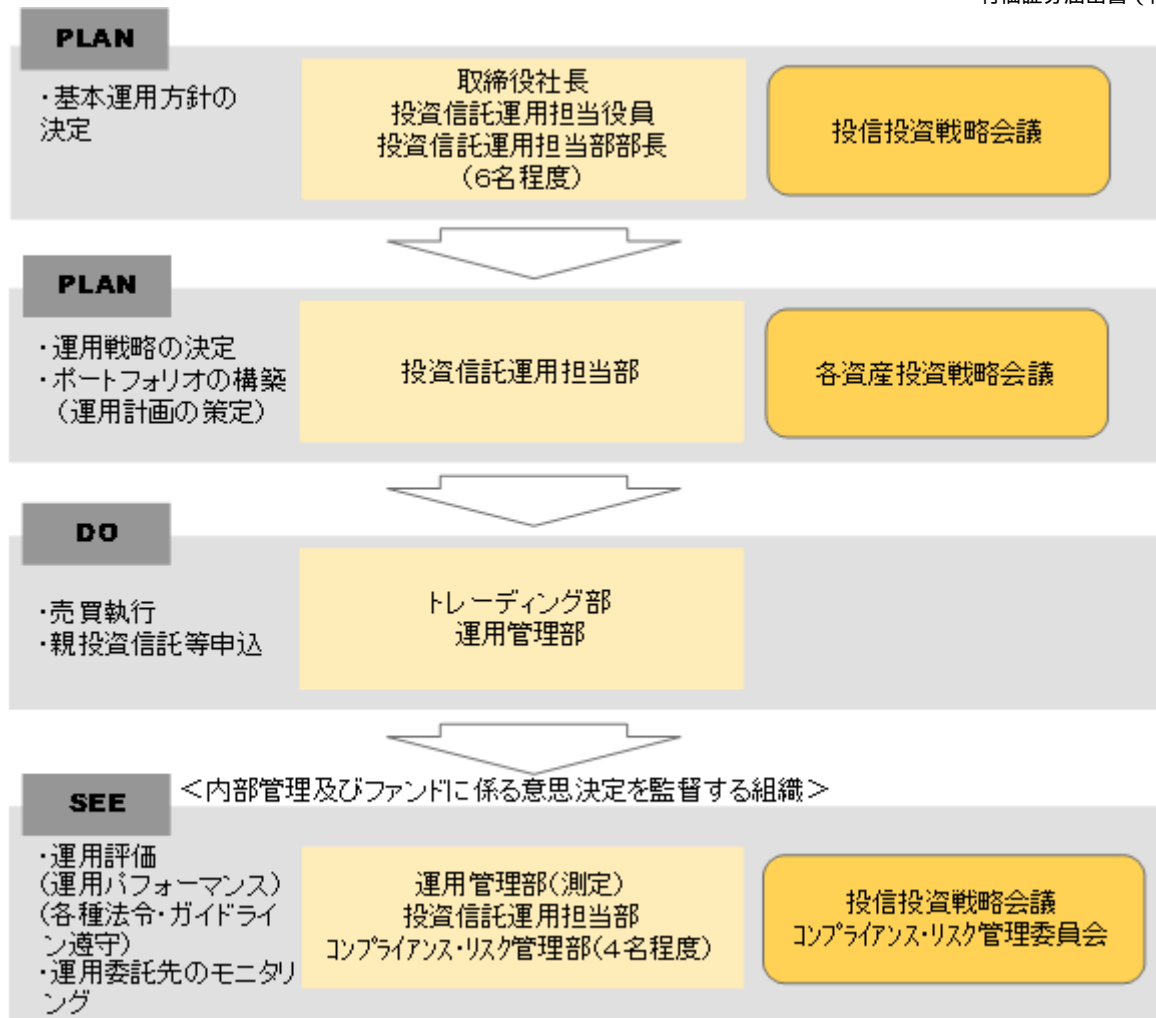 PLAN
・基本運用方針の
決定
取締役社長
投資信託運用担当役員
投資信託運用担当部部長
(6名程度)
投信投資戦略会議
PLAN
・運用戦略の決定
・ポートフォリオの構築
(運用計画の策定)
投資信託運用担当部
各資産投資戦略会議
DO
・売買執行
・親投資信託等申込
トレーディング部
運用管理部
SEE
<内部管理及びファンドに係る意思決定を監督する組織>
・運用評価
(運用パフォーマンス)
(各種法令・ガイドライ
ン遵守)
・運用委託先のモニタリ
ング
運用管理部(測定)
投資信託運用担当部
コンプライアンス・リスク管理部(4名程度)
投信投資戦略会議
コンプライアンス・リスク管理委員会